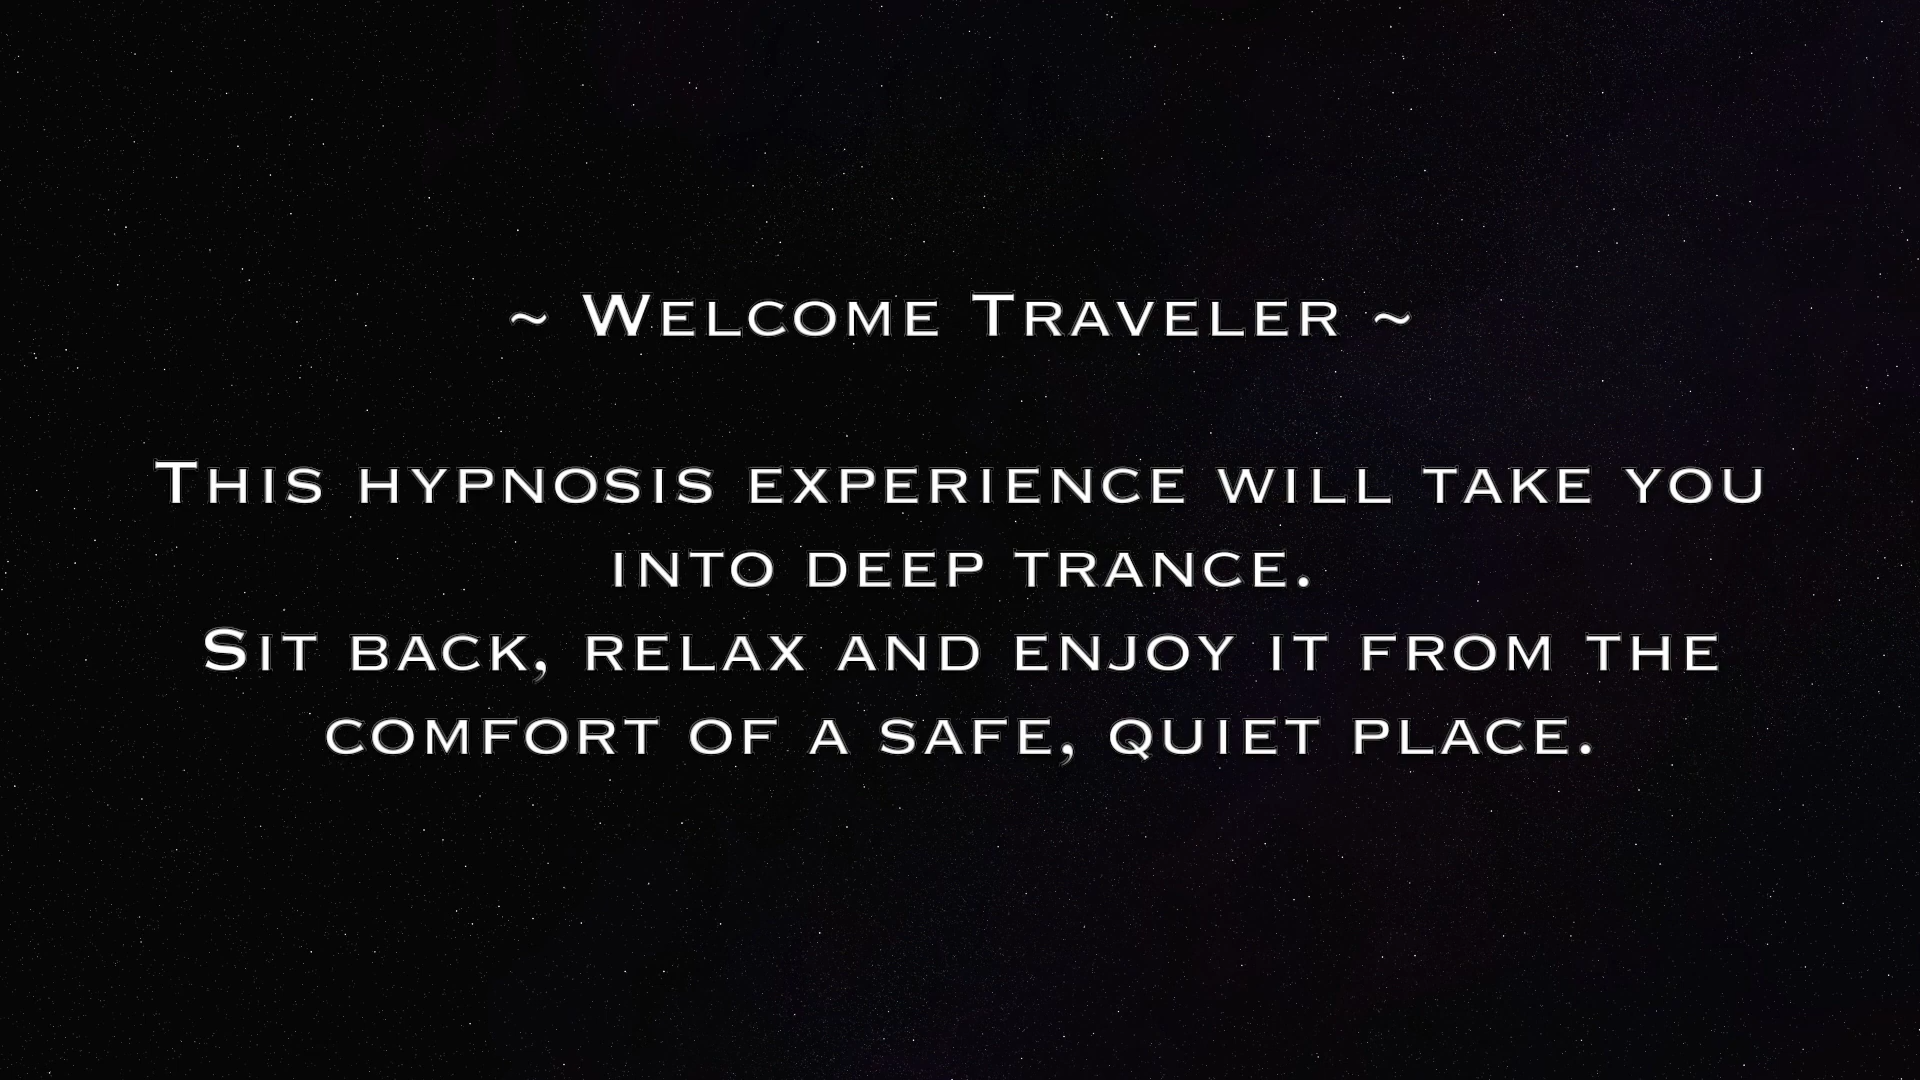 ~ Welcome Traveler ~
This hypnosis experience will take you
into deep trance.
Sit back, relax and enjoy it from the
comfort of a safe, quiet place.